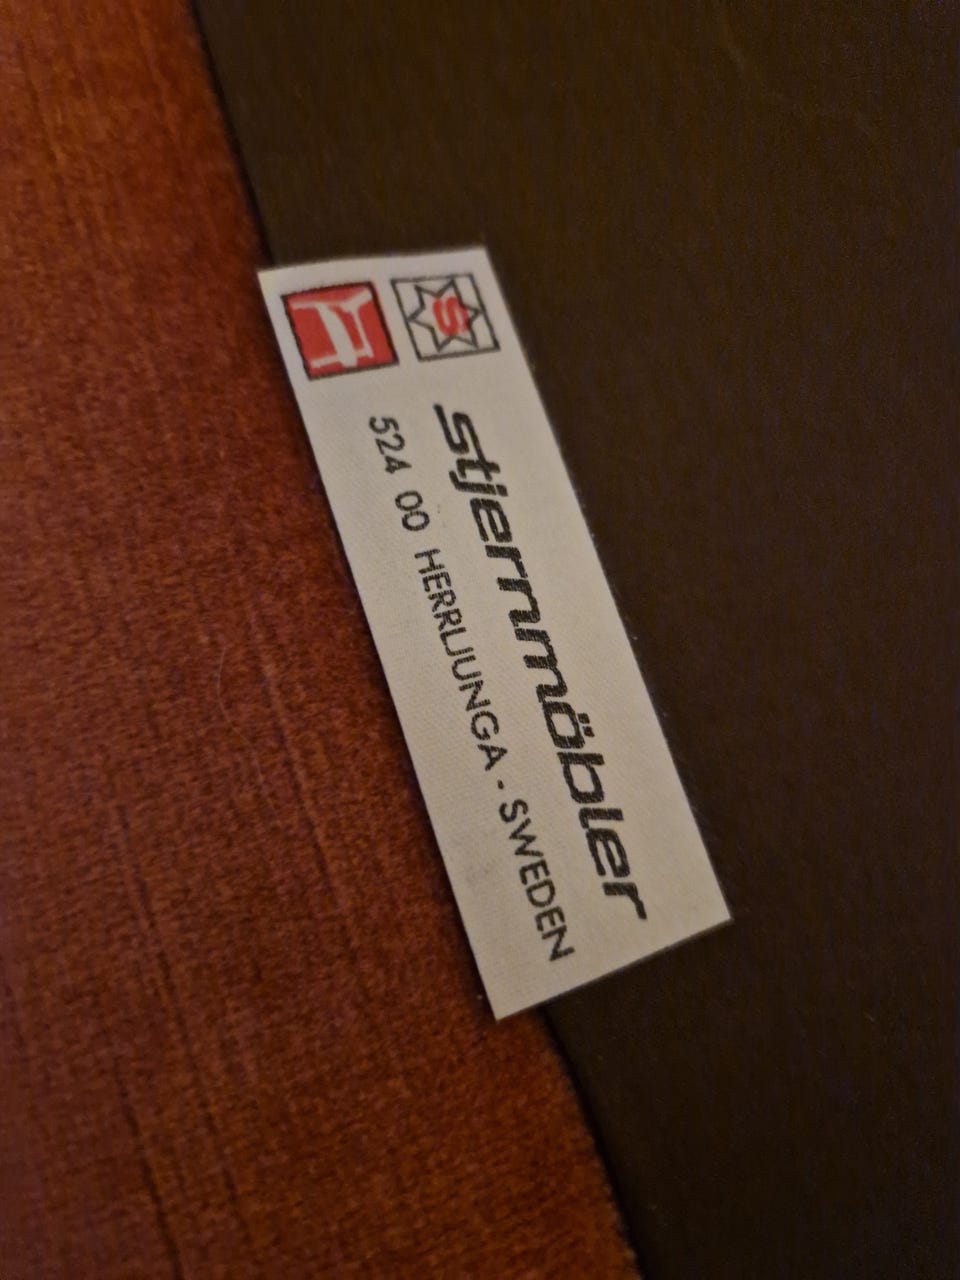 S
stjernmöbler
524 00 HERRLJUNGA · SWEDEN